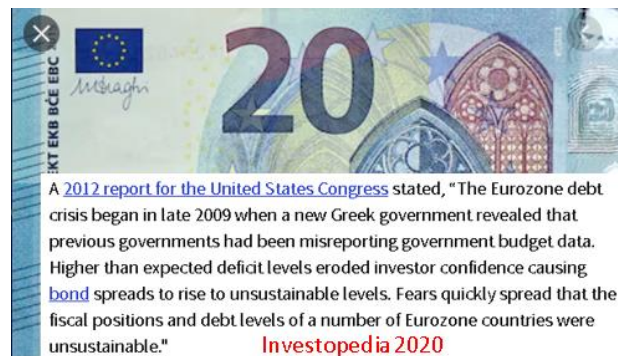 20
EKT EKB BČE EBC
A 2012 report for the United States Congress stated, "The Eurozone debt
crisis began in late 2009 when a new Greek government revealed that
previous governments had been misreporting government budget data.
Higher than expected deficit levels eroded investor confidence causing
bond spreads to rise to unsustainable levels. Fears quickly spread that the
fiscal positions and debt levels of a number of Eurozone countries were
unsustainable."
Investopedia 2020